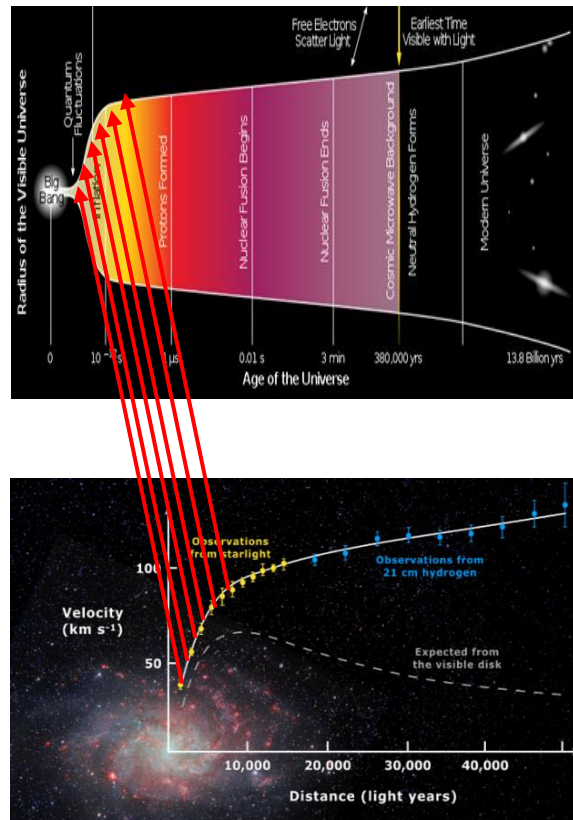 Free Electrons
Scatter Light
Earliest Time
Visible with Light
Radius of the Visible Universe
Quantum
Fluctuations
Big
Bang
Protons Formed
Nuclear Fusion Begins
Nuclear Fusion Ends
Cosmic Microwave Background
Neutral Hydrogen Forms
Modern Universe
0
1 µs
0.01 s
3 min
380,000 yrs
13.8 Billion yrs
Age of the Universe
Observations
from starlight
100
Observations from
21 cm hydrogen
Velocity
(km s⁻¹)
50
Expected from
the visible disk
10,000
20,000
30,000
40,000
Distance (light years)